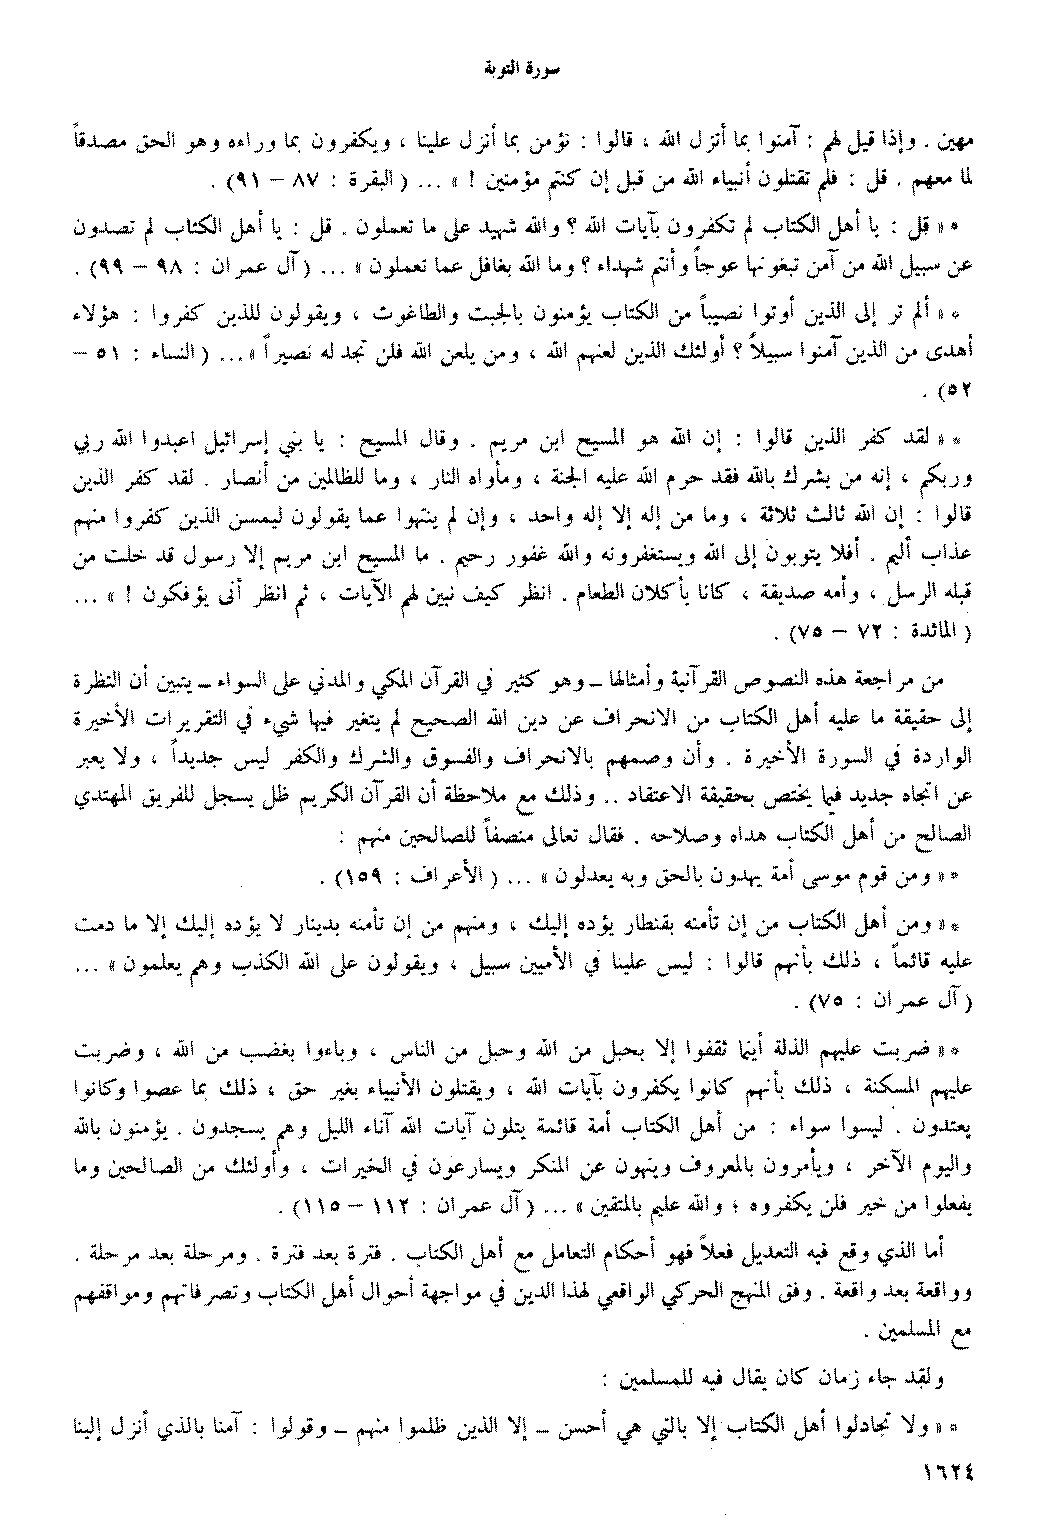 سورة التوبة
مهين . وإذا قيل لهم : آمنوا بما أنزل الله ، قالوا : نؤمن بما أنزل علينا ، ويكفرون بما وراءه وهو الحق مصدقاً
لما معهم . قل : فلم تقتلون أنبياء الله من قبل إن كنتم مؤمنين ! » ... ( البقرة : ٨٧ – ٩١) .
* « قل : يا أهل الكتاب لم تكفرون بآيات الله ؟ والله شهيد على ما تعملون . قل : يا أهل الكتاب لم تصدون
عن سبيل الله من آمن تبغونها عوجاً وأنتم شهداء ؟ وما الله بغافل عما تعملون » ... ( آل عمران : ٩٨ – ٩٩) .
* « ألم تر إلى الذين أوتوا نصيباً من الكتاب يؤمنون بالجبت والطاغوت ، ويقولون للذين كفروا : هؤلاء
أهدى من الذين آمنوا سبيلاً ؟ أولئك الذين لعنهم الله ، ومن يلعن الله فلن تجد له نصيراً » ... ( النساء : ٥١ –
٥٢) .
* « لقد كفر الذين قالوا : إن الله هو المسيح ابن مريم . وقال المسيح : يا بني إسرائيل اعبدوا الله ربي
وربكم ، إنه من يشرك بالله فقد حرم الله عليه الجنة ، ومأواه النار ، وما للظالمين من أنصار . لقد كفر الذين
قالوا : إن الله ثالث ثلاثة ، وما من إله إلا إله واحد ، وإن لم ينتهوا عما يقولون ليمسن الذين كفروا منهم
عذاب أليم . أفلا يتوبون إلى الله ويستغفرونه والله غفور رحيم . ما المسيح ابن مريم إلا رسول قد خلت من
قبله الرسل ، وأمه صديقة ، كانا يأكلان الطعام . انظر كيف نبين لهم الآيات ، ثم انظر أنى يؤفكون ! » ...
( المائدة : ٧٢ – ٧٥) .
من مراجعة هذه النصوص القرآنية وأمثالها – وهو كثير في القرآن المكي والمدني على السواء – يتبين أن النظرة
إلى حقيقة ما عليه أهل الكتاب من الانحراف عن دين الله الصحيح لم يتغير فيها شيء في التقريرات الأخيرة
الواردة في السورة الأخيرة . وأن وصمهم بالانحراف والفسوق والشرك والكفر ليس جديداً ، ولا يعبر
عن اتجاه جديد فيما يختص بحقيقة الاعتقاد .. وذلك مع ملاحظة أن القرآن الكريم ظل يسجل للفريق المهتدي
الصالح من أهل الكتاب هداه وصلاحه . فقال تعالى منصفاً للصالحين منهم :
* « ومن قوم موسى أمة يهدون بالحق وبه يعدلون » ... ( الأعراف : ١٥٩) .
* « ومن أهل الكتاب من إن تأمنه بقنطار يؤده إليك ، ومنهم من إن تأمنه بدينار لا يؤده إليك إلا ما دمت
عليه قائماً ، ذلك بأنهم قالوا : ليس علينا في الأميين سبيل ، ويقولون على الله الكذب وهم يعلمون » ...
( آل عمران : ٧٥) .
* « ضربت عليهم الذلة أينما ثقفوا إلا بحبل من الله وحبل من الناس ، وباءوا بغضب من الله ، وضربت
عليهم المسكنة ، ذلك بأنهم كانوا يكفرون بآيات الله ، ويقتلون الأنبياء بغير حق ، ذلك بما عصوا وكانوا
يعتدون . ليسوا سواء : من أهل الكتاب أمة قائمة يتلون آيات الله آناء الليل وهم يسجدون . يؤمنون بالله
واليوم الآخر ، ويأمرون بالمعروف وينهون عن المنكر ويسارعون في الخيرات ، وأولئك من الصالحين وما
يفعلوا من خير فلن يكفروه ؛ والله عليم بالمتقين » ... ( آل عمران : ١١٢ – ١١٥) .
أما الذي وقع فيه التعديل فعلاً فهو أحكام التعامل مع أهل الكتاب . فترة بعد فترة . ومرحلة بعد مرحلة .
وواقعة بعد واقعة . وفق المنهج الحركي الواقعي لهذا الدين في مواجهة أحوال أهل الكتاب وتصرفاتهم ومواقفهم
مع المسلمين .
ولقد جاء زمان كان يقال فيه للمسلمين :
* « ولا تجادلوا أهل الكتاب إلا بالتي هي أحسن – إلا الذين ظلموا منهم – وقولوا : آمنا بالذي أنزل إلينا
١٦٢٤